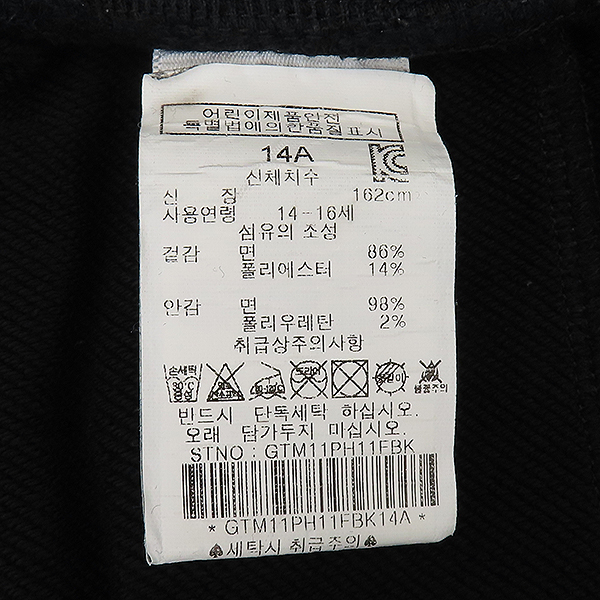 어린이제품안전
특별법에의한품질표시
14A
신체치수
신 장 162cm
사용연령 14-16세
섬유의 조성
겉감 면 86%
폴리에스터 14%
안감 면 98%
폴리우레탄 2%
취급상주의사항
손세탁 30℃ 중성 드라이
반드시 단독세탁 하십시오.
오래 담가두지 마십시오.
STNO : GTM11PH11FBK
* GTM11PH11FBK14A *
♠세탁시 취급주의♠